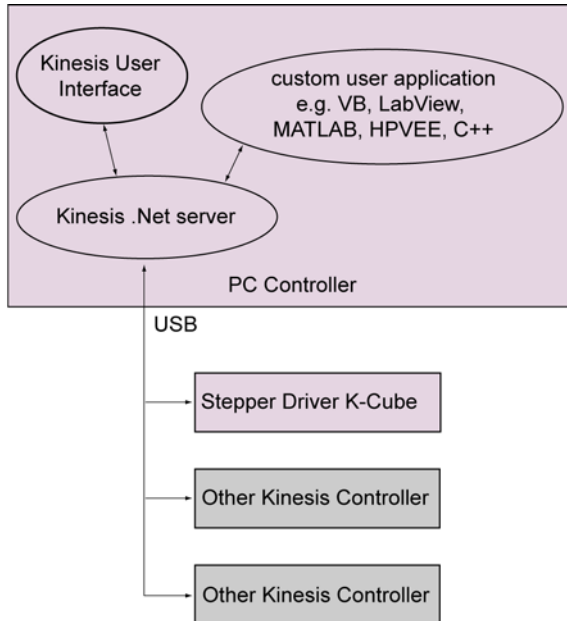 Kinesis User
Interface
custom user application
e.g. VB, LabView,
MATLAB, HPVEE, C++
Kinesis .Net server
PC Controller
USB
Stepper Driver K-Cube
Other Kinesis Controller
Other Kinesis Controller